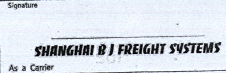 Signature
SHANGHAI B J FREIGHT SYSTEMS
As a Carrier